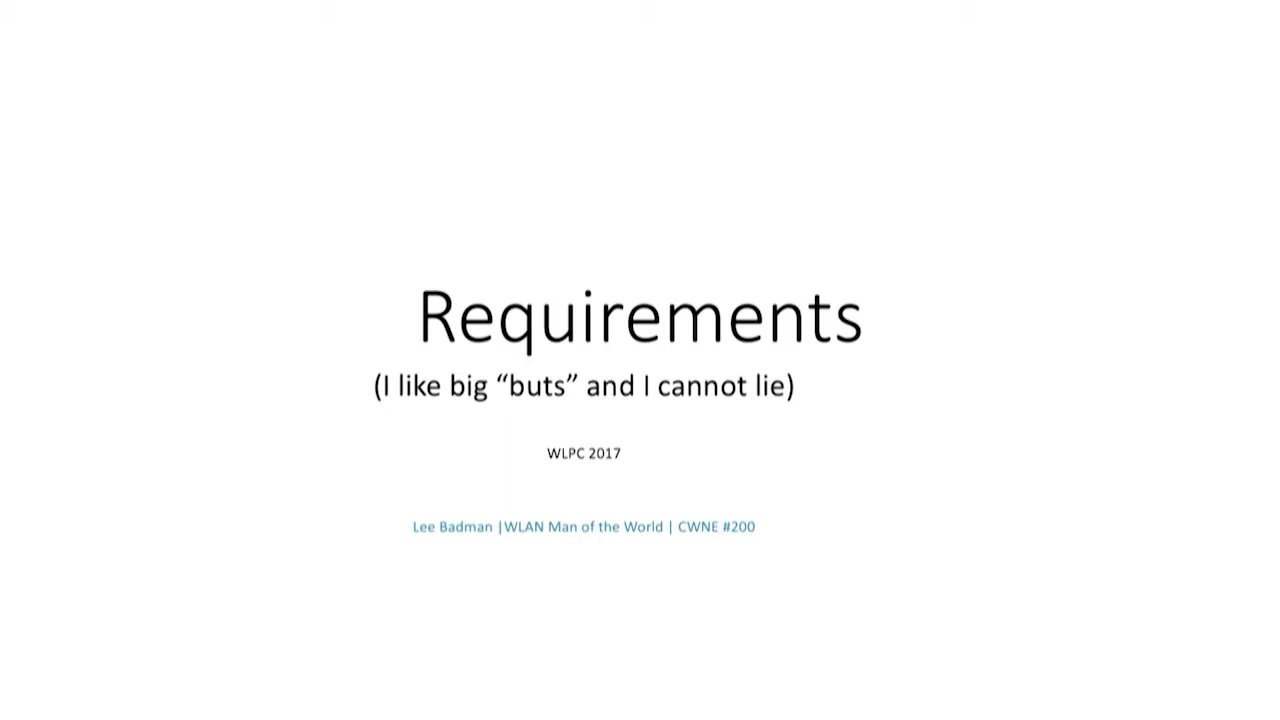 Requirements
(I like big “buts” and I cannot lie)
WLPC 2017
Lee Badman |WLAN Man of the World | CWNE #200